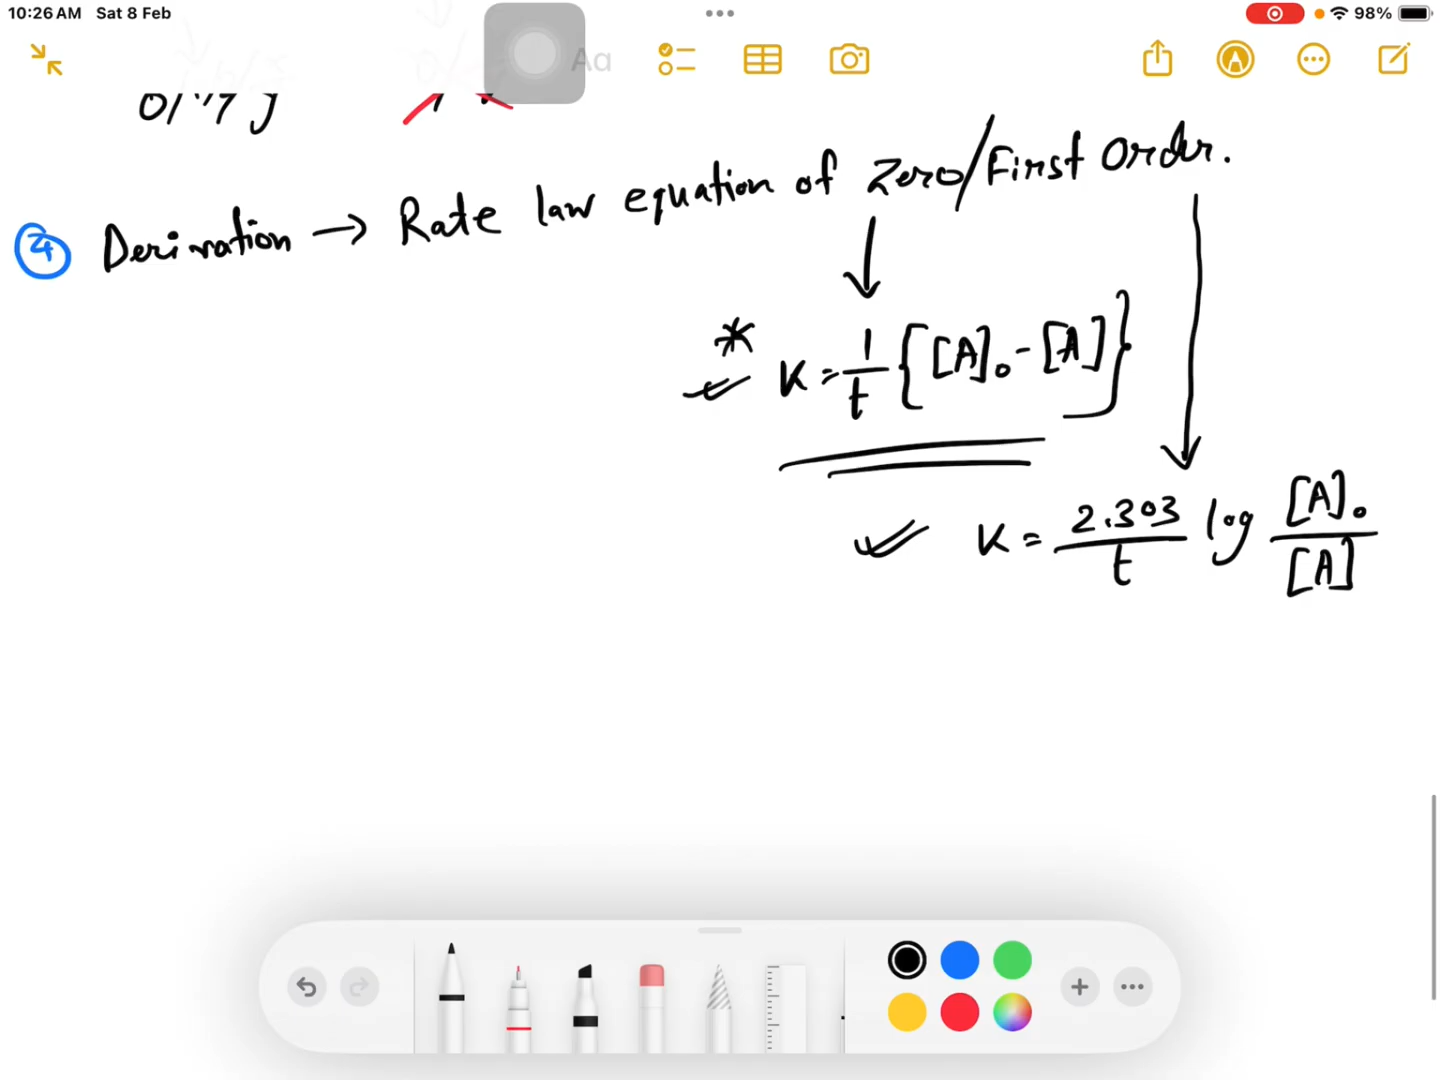 10:26 AM Sat 8 Feb
98%
Aa
④ Derivation → Rate law equation of Zero/First Order.
* K = 1/t {[A]₀ - [A]}
K = 2.303/t log [A]₀/[A]